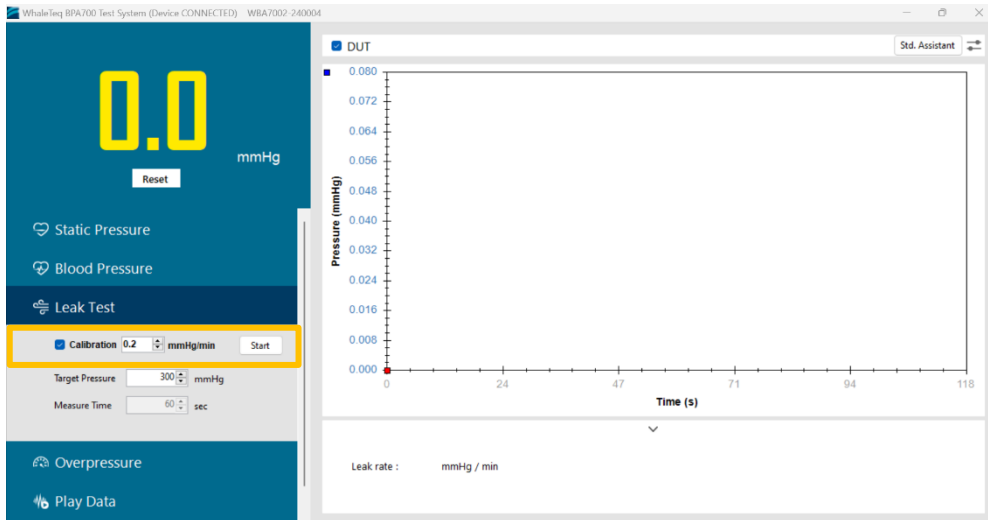 WhaleTeq BPA700 Test System (Device CONNECTED) WBA7002-240004
0.0
mmHg
Reset
Static Pressure
Blood Pressure
Leak Test
Calibration 0.2 mmHg/min Start
Target Pressure 300 mmHg
Measure Time 60 sec
Overpressure
Play Data
DUT
Std. Assistant
Pressure (mmHg)
0.080
0.072
0.064
0.056
0.048
0.040
0.032
0.024
0.016
0.008
0.000
0 24 47 71 94 118
Time (s)
Leak rate : mmHg / min